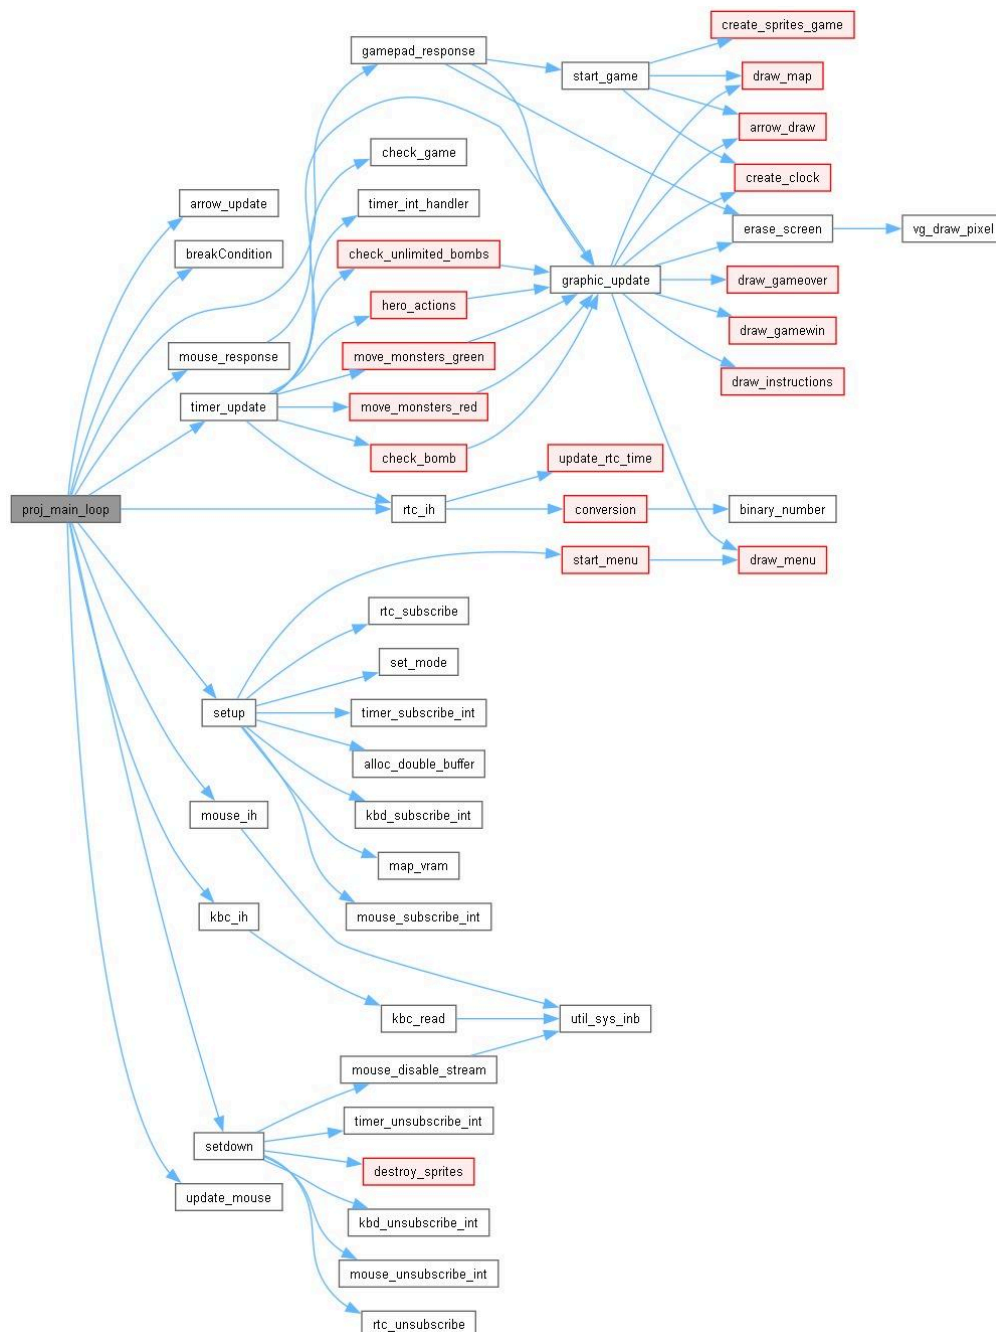 create_sprites_game
gamepad_response
start_game
draw_map
arrow_draw
check_game
create_clock
arrow_update
timer_int_handler
erase_screen
vg_draw_pixel
breakCondition
check_unlimited_bombs
graphic_update
draw_gameover
hero_actions
draw_gamewin
mouse_response
move_monsters_green
draw_instructions
timer_update
move_monsters_red
check_bomb
update_rtc_time
proj_main_loop
rtc_ih
conversion
binary_number
start_menu
draw_menu
rtc_subscribe
set_mode
setup
timer_subscribe_int
alloc_double_buffer
mouse_ih
kbd_subscribe_int
map_vram
kbc_ih
mouse_subscribe_int
kbc_read
util_sys_inb
mouse_disable_stream
timer_unsubscribe_int
setdown
destroy_sprites
update_mouse
kbd_unsubscribe_int
mouse_unsubscribe_int
rtc_unsubscribe